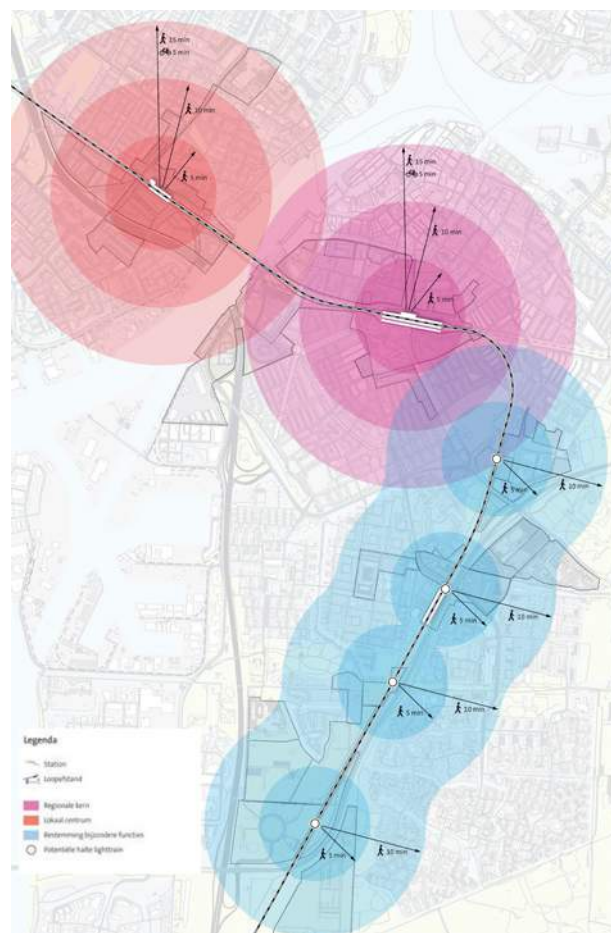 15 min
5 min
10 min
5 min
15 min
5 min
10 min
5 min
5 min
10 min
5 min
10 min
5 min
10 min
5 min
10 min
Legenda
Station
Loopafstand
Regionale kern
Lokaal centrum
Bestemming bijzondere functies
Potentiële halte lighttrain